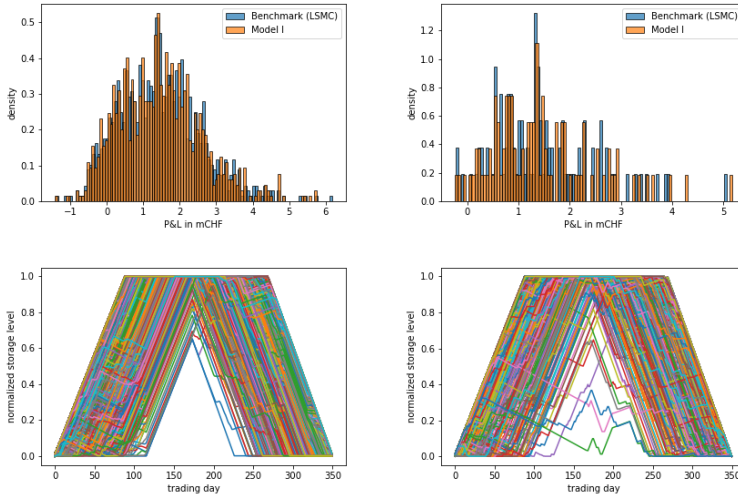 Benchmark (LSMC)
Model I
density
0.5
0.4
0.3
0.2
0.1
0.0
−1 0 1 2 3 4 5 6
P&L in mCHF
Benchmark (LSMC)
Model I
density
1.2
1.0
0.8
0.6
0.4
0.2
0.0
0 1 2 3 4 5
P&L in mCHF
normalized storage level
1.0
0.8
0.6
0.4
0.2
0.0
0 50 100 150 200 250 300 350
trading day
normalized storage level
1.0
0.8
0.6
0.4
0.2
0.0
0 50 100 150 200 250 300 350
trading day